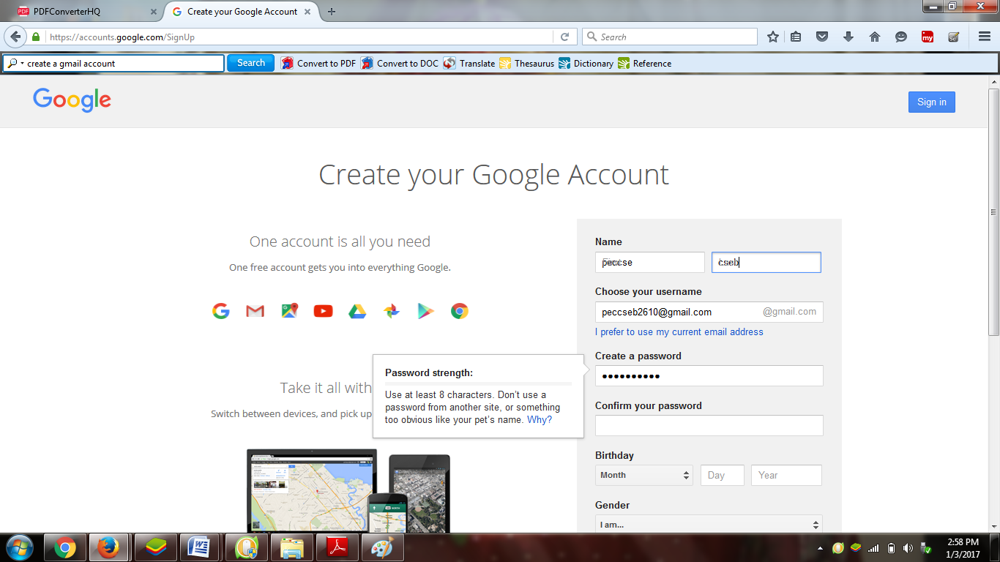 PDFConverterHQ
Create your Google Account
https://accounts.google.com/SignUp
Search
create a gmail account
Search
Convert to PDF
Convert to DOC
Translate
Thesaurus
Dictionary
Reference
Google
Sign in
Create your Google Account
One account is all you need
One free account gets you into everything Google.
Take it all with
Switch between devices, and pick up
Name
peccse
cseb
Choose your username
peccseb2610@gmail.com
@gmail.com
I prefer to use my current email address
Create a password
Password strength:
Use at least 8 characters. Don't use a
password from another site, or something
too obvious like your pet's name. Why?
Confirm your password
Birthday
Month
Day
Year
Gender
I am...
2:58 PM
1/3/2017